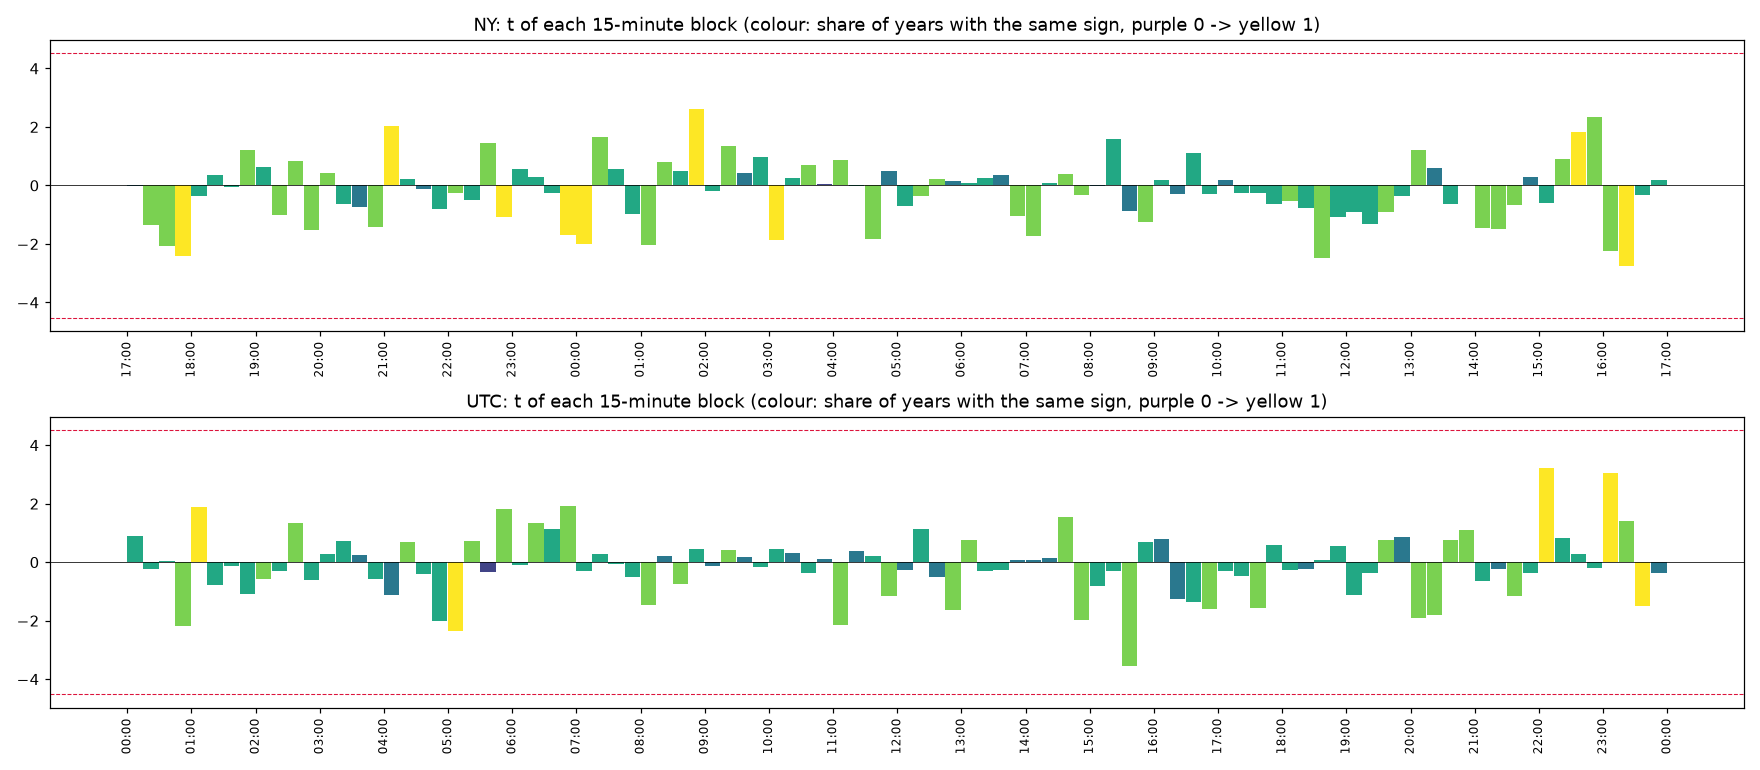 NY: t of each 15-minute block (colour: share of years with the same sign, purple 0 -> yellow 1)
4
2
0
−2
−4
17:00 18:00 19:00 20:00 21:00 22:00 23:00 00:00 01:00 02:00 03:00 04:00 05:00 06:00 07:00 08:00 09:00 10:00 11:00 12:00 13:00 14:00 15:00 16:00 17:00
UTC: t of each 15-minute block (colour: share of years with the same sign, purple 0 -> yellow 1)
4
2
0
−2
−4
00:00 01:00 02:00 03:00 04:00 05:00 06:00 07:00 08:00 09:00 10:00 11:00 12:00 13:00 14:00 15:00 16:00 17:00 18:00 19:00 20:00 21:00 22:00 23:00 00:00